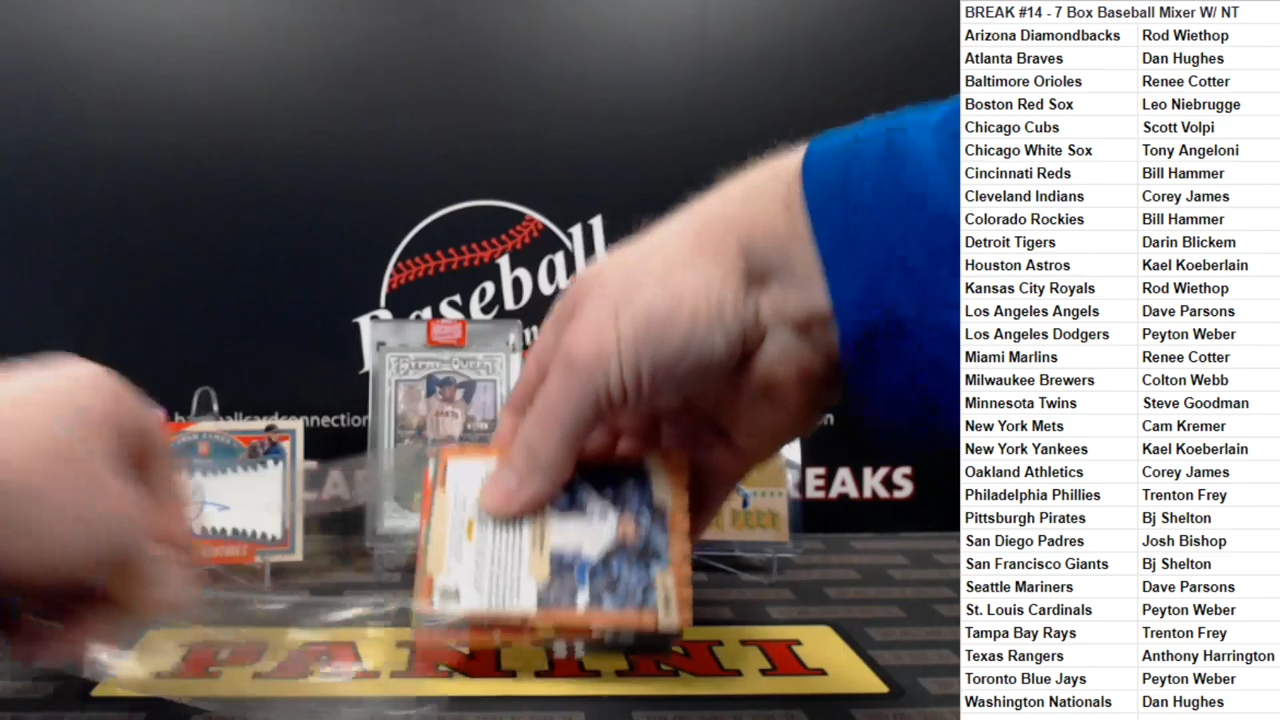 BREAK #14 - 7 Box Baseball Mixer W/ NT
Arizona Diamondbacks Rod Wiethop
Atlanta Braves Dan Hughes
Baltimore Orioles Renee Cotter
Boston Red Sox Leo Niebrugge
Chicago Cubs Scott Volpi
Chicago White Sox Tony Angeloni
Cincinnati Reds Bill Hammer
Cleveland Indians Corey James
Colorado Rockies Bill Hammer
Detroit Tigers Darin Blickem
Houston Astros Kael Koeberlain
Kansas City Royals Rod Wiethop
Los Angeles Angels Dave Parsons
Los Angeles Dodgers Peyton Weber
Miami Marlins Renee Cotter
Milwaukee Brewers Colton Webb
Minnesota Twins Steve Goodman
New York Mets Cam Kremer
New York Yankees Kael Koeberlain
Oakland Athletics Corey James
Philadelphia Phillies Trenton Frey
Pittsburgh Pirates Bj Shelton
San Diego Padres Josh Bishop
San Francisco Giants Bj Shelton
Seattle Mariners Dave Parsons
St. Louis Cardinals Peyton Weber
Tampa Bay Rays Trenton Frey
Texas Rangers Anthony Harrington
Toronto Blue Jays Peyton Weber
Washington Nationals Dan Hughes
Baseball
GYPSY QUEEN
GIANTS
baseballcardconnection
REAKS
PANINI